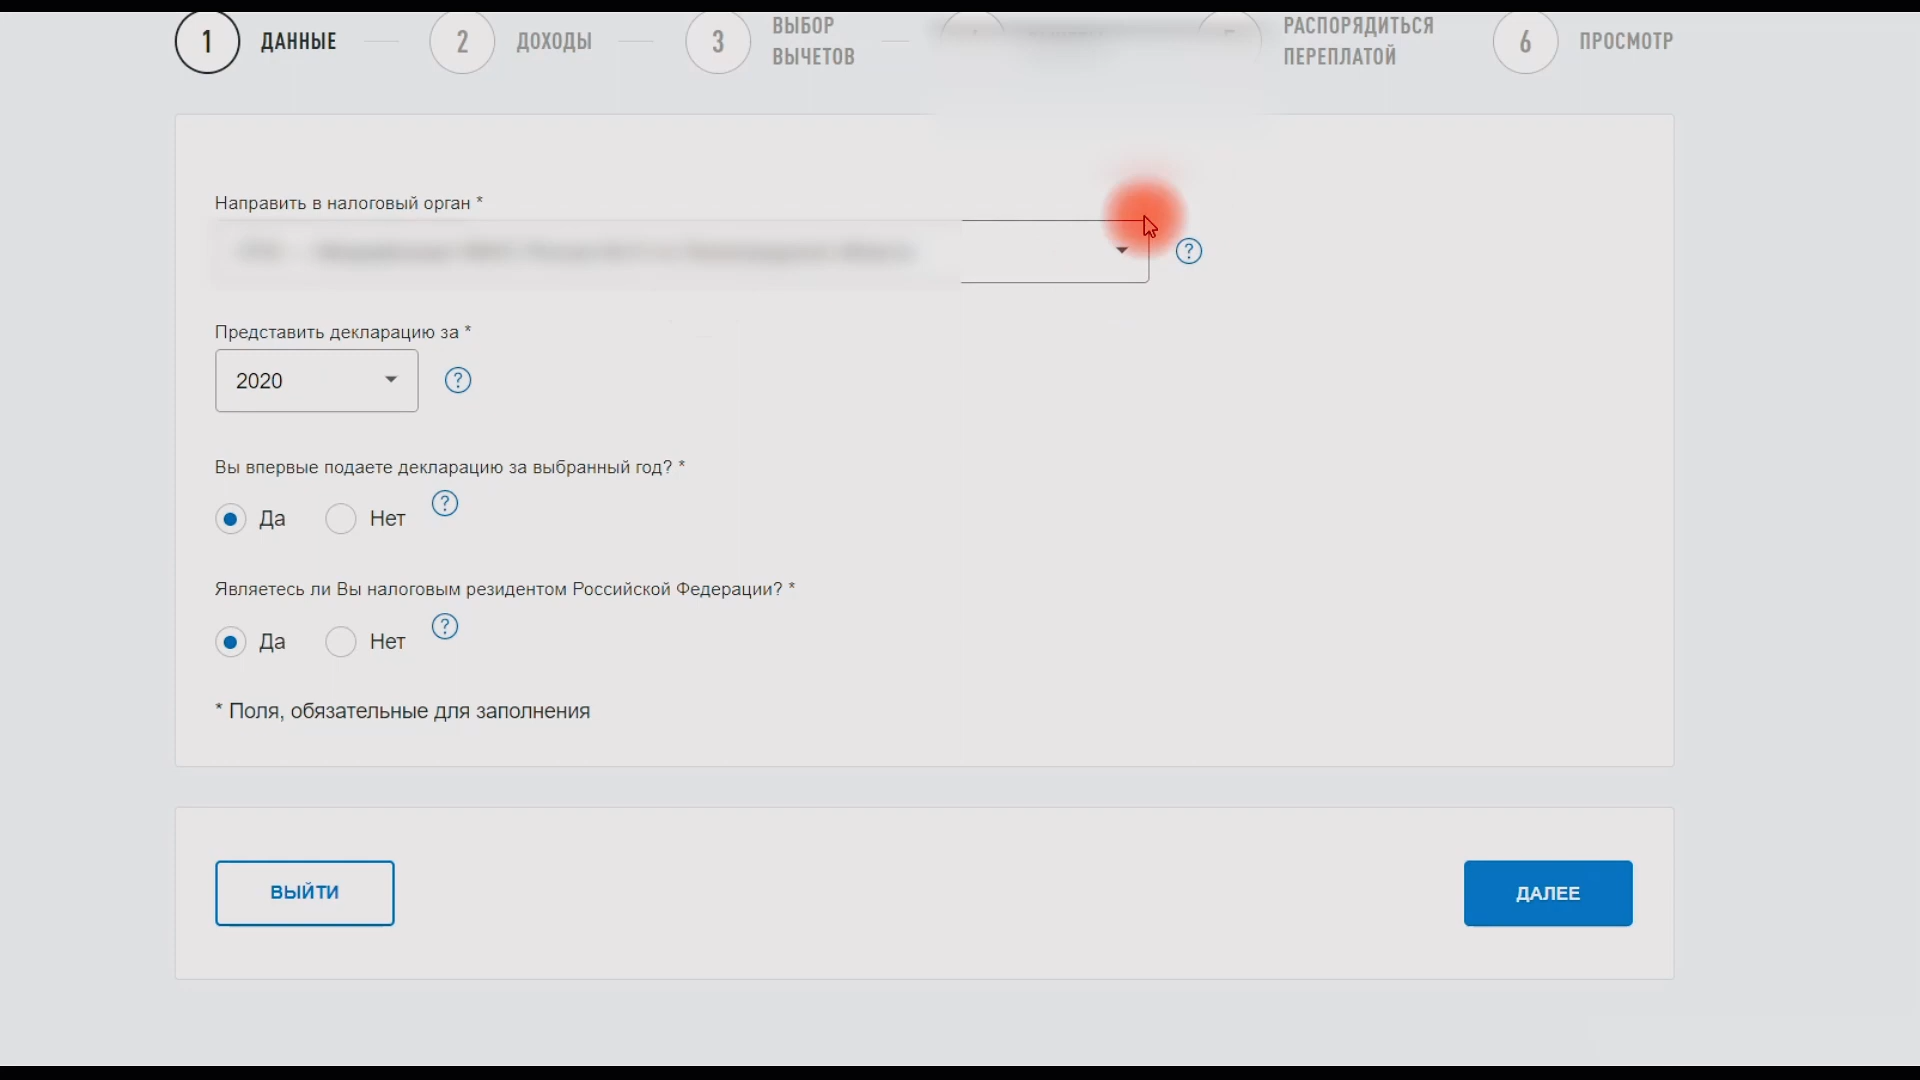 1 ДАННЫЕ 2 ДОХОДЫ 3 ВЫБОР ВЫЧЕТОВ РАСПОРЯДИТЬСЯ ПЕРЕПЛАТОЙ 6 ПРОСМОТР
Направить в налоговый орган *
?
Представить декларацию за *
2020 ?
Вы впервые подаете декларацию за выбранный год? *
Да Нет ?
Являетесь ли Вы налоговым резидентом Российской Федерации? *
Да Нет ?
* Поля, обязательные для заполнения
ВЫЙТИ ДАЛЕЕ